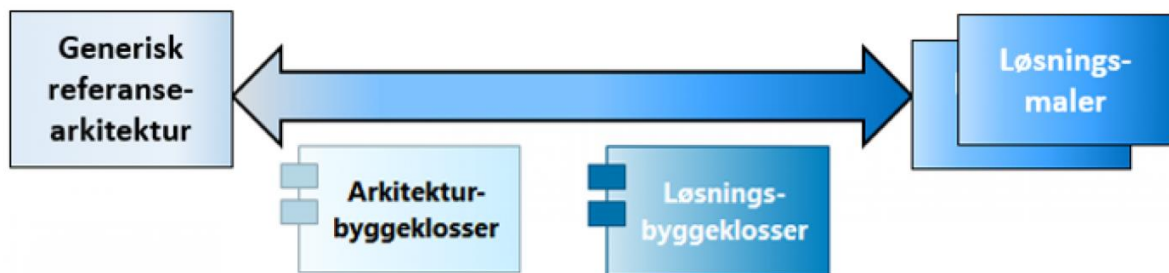 Generisk
referanse-
arkitektur
Løsnings-
maler
Arkitektur-
byggeklosser
Løsnings-
byggeklosser